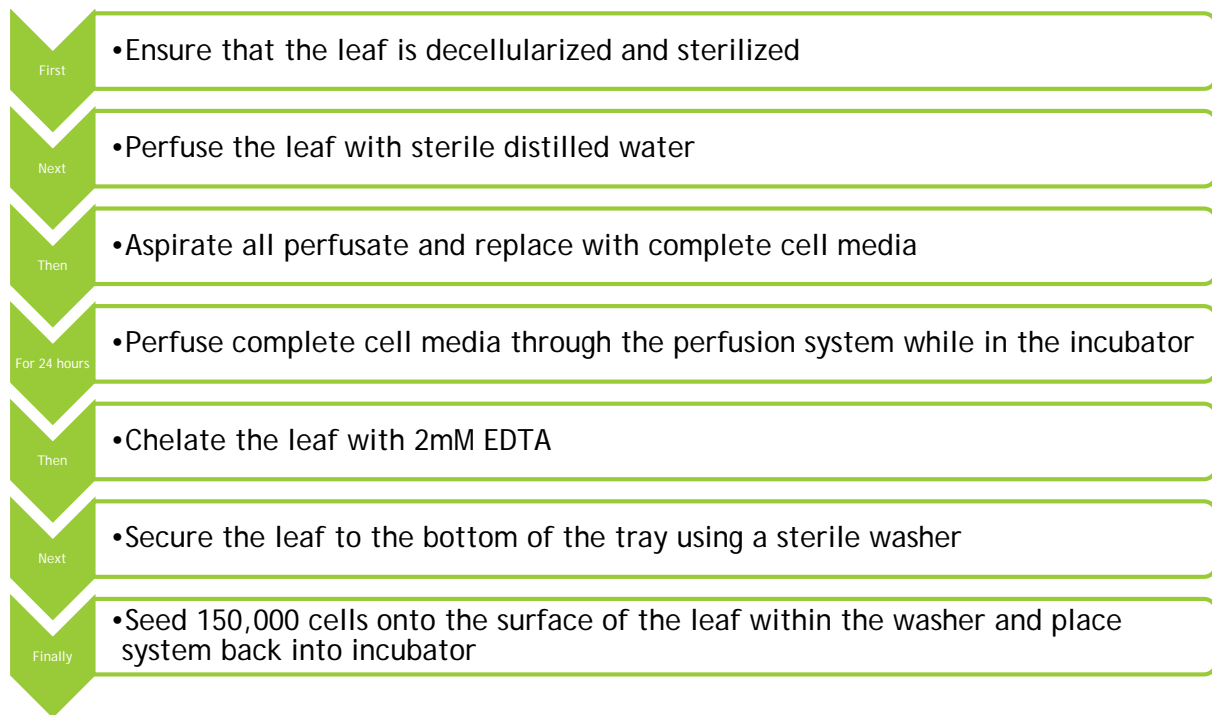 First
•Ensure that the leaf is decellularized and sterilized
Next
•Perfuse the leaf with sterile distilled water
Then
•Aspirate all perfusate and replace with complete cell media
For 24 hours
•Perfuse complete cell media through the perfusion system while in the incubator
Then
•Chelate the leaf with 2mM EDTA
Next
•Secure the leaf to the bottom of the tray using a sterile washer
Finally
•Seed 150,000 cells onto the surface of the leaf within the washer and place
system back into incubator